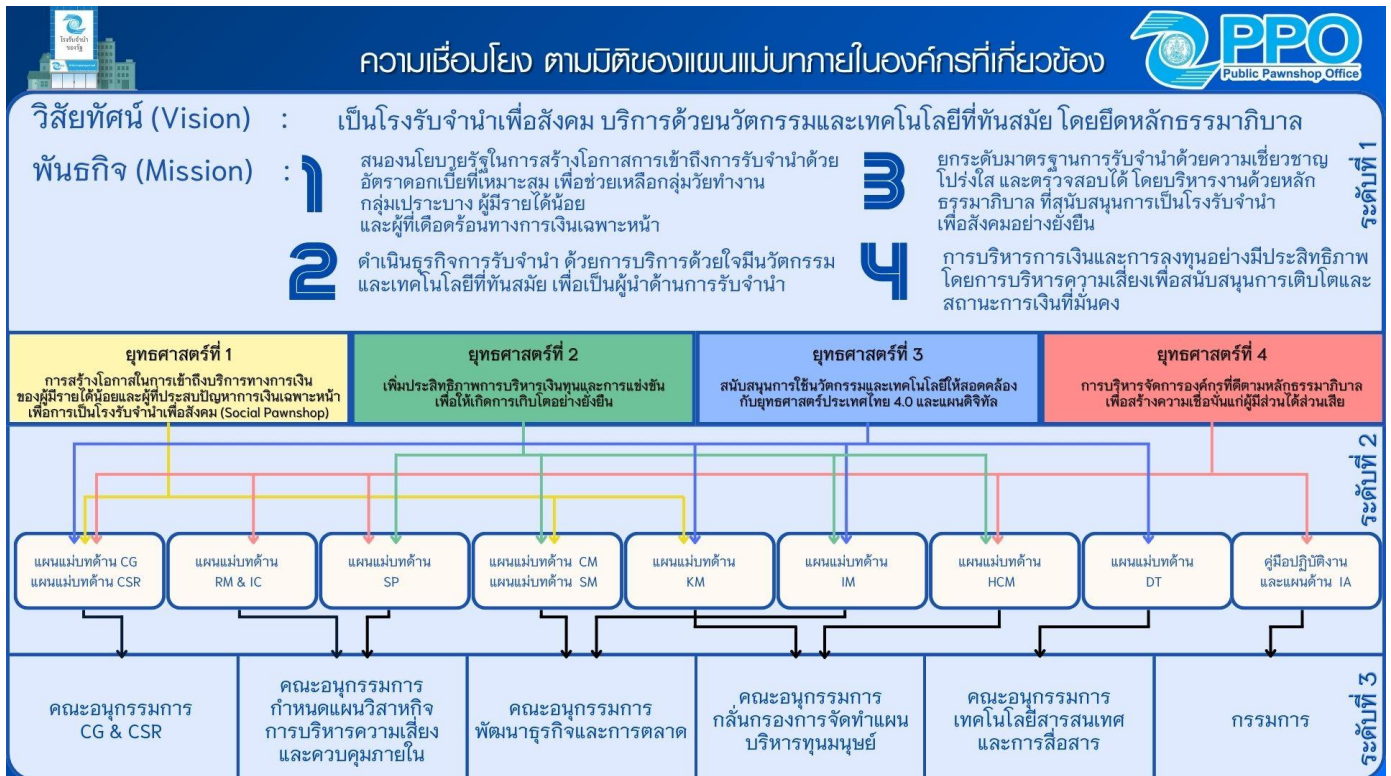 โรงรับจำนำ
ของรัฐ
ความเชื่อมโยง ตามมิติของแผนแม่บทภายในองค์กรที่เกี่ยวข้อง
PPO
Public Pawnshop Office
วิสัยทัศน์ (Vision) : เป็นโรงรับจำนำเพื่อสังคม บริการด้วยนวัตกรรมและเทคโนโลยีที่ทันสมัย โดยยึดหลักธรรมาภิบาล
พันธกิจ (Mission) :
1
สนองนโยบายรัฐในการสร้างโอกาสการเข้าถึงการรับจำนำด้วย
อัตราดอกเบี้ยที่เหมาะสม เพื่อช่วยเหลือกลุ่มวัยทำงาน
กลุ่มเปราะบาง ผู้มีรายได้น้อย
และผู้ที่เดือดร้อนทางการเงินเฉพาะหน้า
2
ดำเนินธุรกิจการรับจำนำ ด้วยการบริการด้วยใจมีนวัตกรรม
และเทคโนโลยีที่ทันสมัย เพื่อเป็นผู้นำด้านการรับจำนำ
3
ยกระดับมาตรฐานการรับจำนำด้วยความเชี่ยวชาญ
โปร่งใส และตรวจสอบได้ โดยบริหารงานด้วยหลัก
ธรรมาภิบาล ที่สนับสนุนการเป็นโรงรับจำนำ
เพื่อสังคมอย่างยั่งยืน
4
การบริหารการเงินและการลงทุนอย่างมีประสิทธิภาพ
โดยการบริหารความเสี่ยงเพื่อสนับสนุนการเติบโตและ
สถานะการเงินที่มั่นคง
ระดับที่ 1
ยุทธศาสตร์ที่ 1
การสร้างโอกาสในการเข้าถึงบริการทางการเงิน
ของผู้มีรายได้น้อยและผู้ที่ประสบปัญหาการเงินเฉพาะหน้า
เพื่อการเป็นโรงรับจำนำเพื่อสังคม (Social Pawnshop)
ยุทธศาสตร์ที่ 2
เพิ่มประสิทธิภาพการบริหารเงินทุนและการแข่งขัน
เพื่อให้เกิดการเติบโตอย่างยั่งยืน
ยุทธศาสตร์ที่ 3
สนับสนุนการใช้นวัตกรรมและเทคโนโลยีให้สอดคล้อง
กับยุทธศาสตร์ประเทศไทย 4.0 และแผนดิจิทัล
ยุทธศาสตร์ที่ 4
การบริหารจัดการองค์กรที่ดีตามหลักธรรมาภิบาล
เพื่อสร้างความเชื่อมั่นแก่ผู้มีส่วนได้ส่วนเสีย
ระดับที่ 2
แผนแม่บทด้าน CG
แผนแม่บทด้าน CSR
แผนแม่บทด้าน
RM & IC
แผนแม่บทด้าน
SP
แผนแม่บทด้าน CM
แผนแม่บทด้าน SM
แผนแม่บทด้าน
KM
แผนแม่บทด้าน
IM
แผนแม่บทด้าน
HCM
แผนแม่บทด้าน
DT
คู่มือปฏิบัติงาน
และแผนด้าน IA
คณะอนุกรรมการ
CG & CSR
คณะอนุกรรมการ
กำหนดแผนวิสาหกิจ
การบริหารความเสี่ยง
และควบคุมภายใน
คณะอนุกรรมการ
พัฒนาธุรกิจและการตลาด
คณะอนุกรรมการ
กลั่นกรองการจัดทำแผน
บริหารทุนมนุษย์
คณะอนุกรรมการ
เทคโนโลยีสารสนเทศ
และการสื่อสาร
กรรมการ
ระดับที่ 3